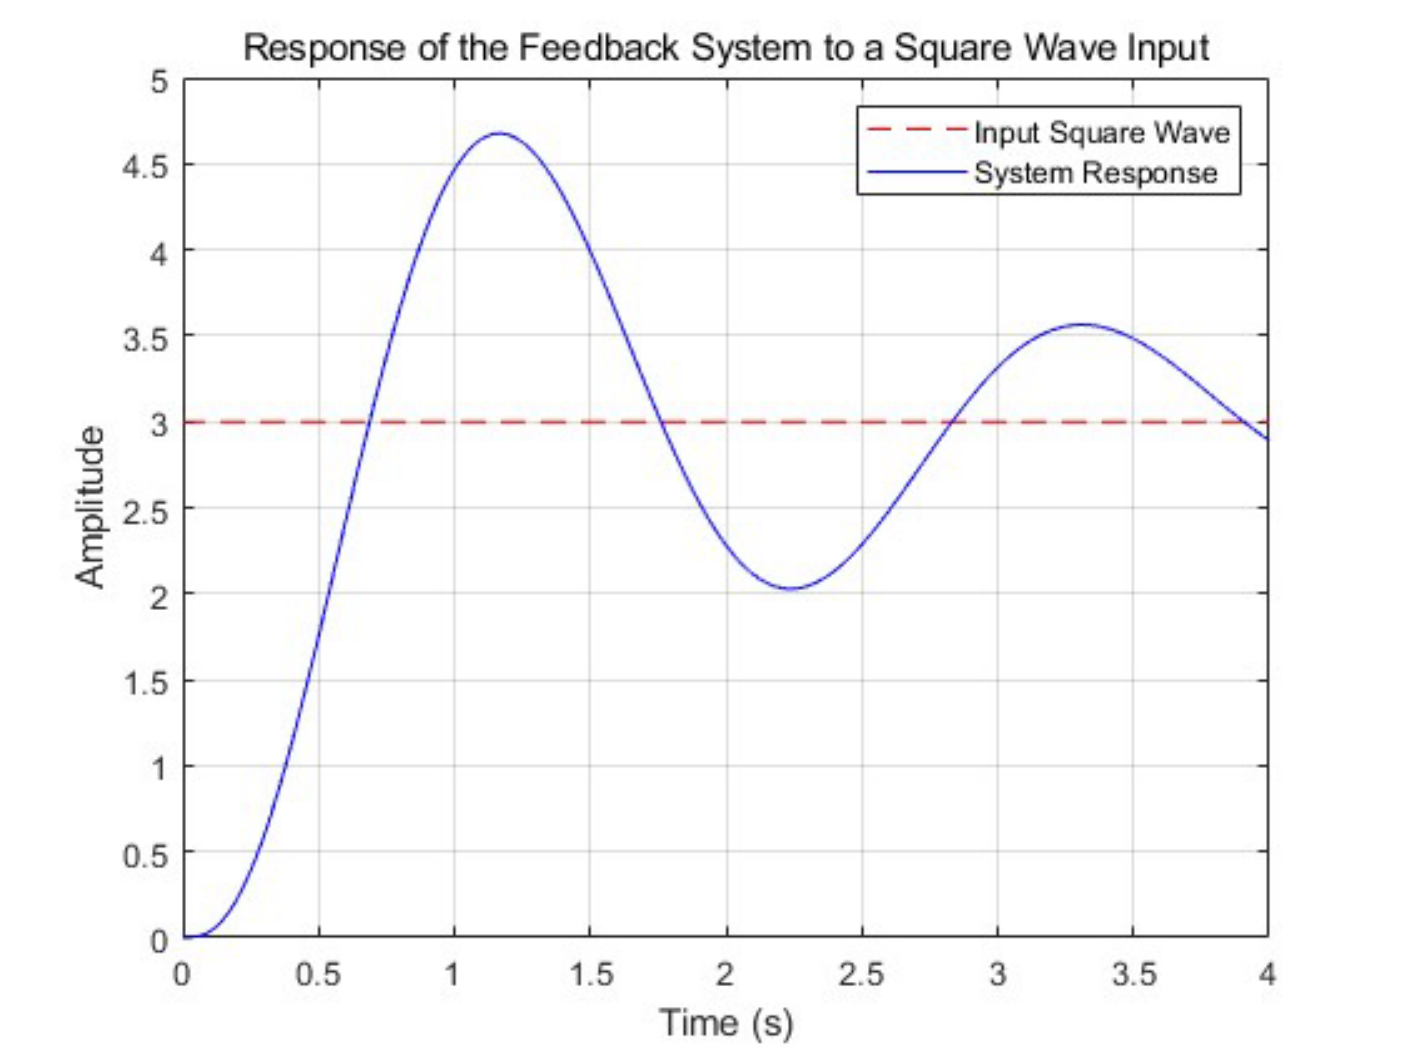 Response of the Feedback System to a Square Wave Input
Input Square Wave
System Response
5
4.5
4
3.5
3
2.5
2
1.5
1
0.5
0
Amplitude
0 0.5 1 1.5 2 2.5 3 3.5 4
Time (s)